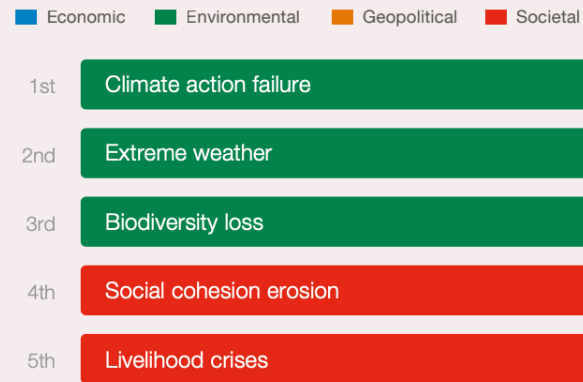 Economic Environmental Geopolitical Societal
1st Climate action failure
2nd Extreme weather
3rd Biodiversity loss
4th Social cohesion erosion
5th Livelihood crises